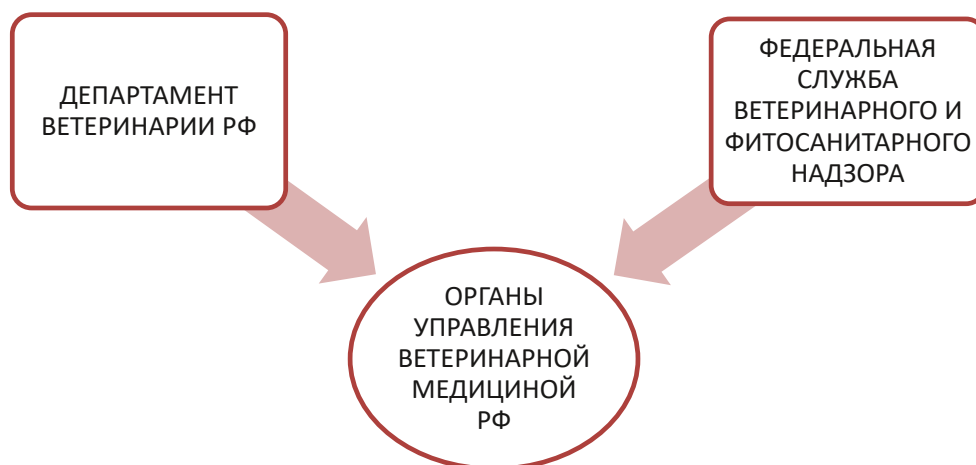 ДЕПАРТАМЕНТ
ВЕТЕРИНАРИИ РФ
ФЕДЕРАЛЬНАЯ
СЛУЖБА
ВЕТЕРИНАРНОГО И
ФИТОСАНИТАРНОГО
НАДЗОРА
ОРГАНЫ
УПРАВЛЕНИЯ
ВЕТЕРИНАРНОЙ
МЕДИЦИНОЙ
РФ